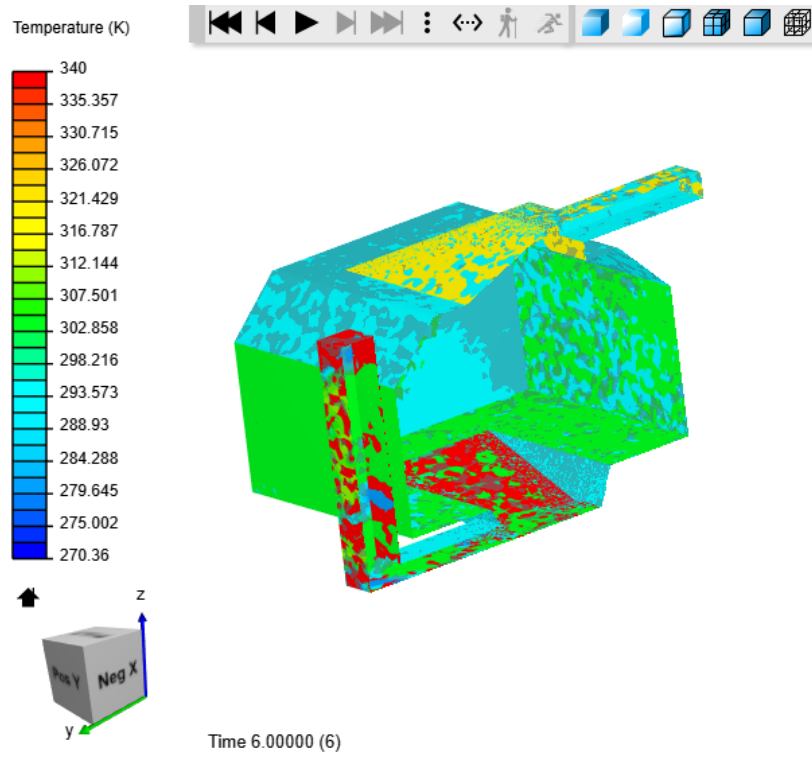 Temperature (K)
340
335.357
330.715
326.072
321.429
316.787
312.144
307.501
302.858
298.216
293.573
288.93
284.288
279.645
275.002
270.36
z
Pos Y
Neg X
y
Time 6.00000 (6)